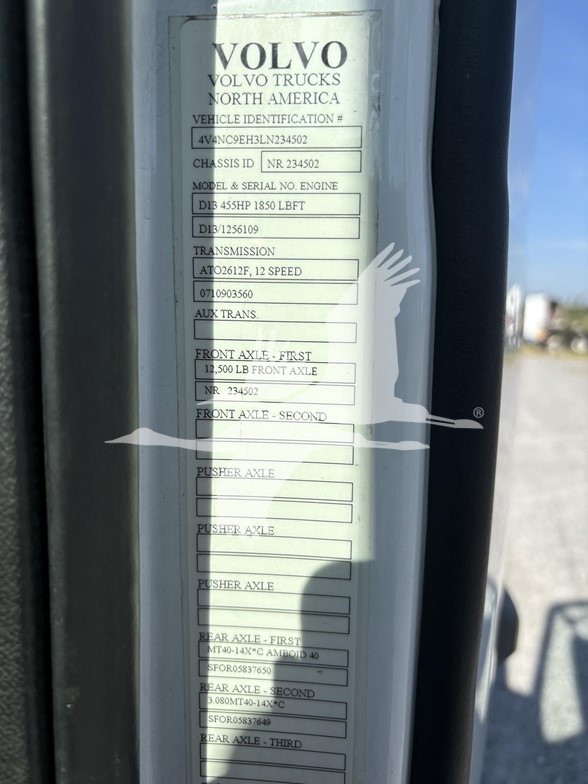 VOLVO
VOLVO TRUCKS
NORTH AMERICA
VEHICLE IDENTIFICATION #
4V4NC9EH3LN234502
CHASSIS ID NR 234502
MODEL & SERIAL NO. ENGINE
D13 455HP 1850 LBFT
D13/1256109
TRANSMISSION
ATO2612F, 12 SPEED
0710903560
AUX TRANS.
FRONT AXLE - FIRST
12,500 LB FRONT AXLE
NR 234502
FRONT AXLE - SECOND
PUSHER AXLE
PUSHER AXLE
PUSHER AXLE
REAR AXLE - FIRST
MT40-14X*C AMBOID 40
SFOR05837650
REAR AXLE - SECOND
3.080MT40-14X*C
SFOR05837649
REAR AXLE - THIRD
®